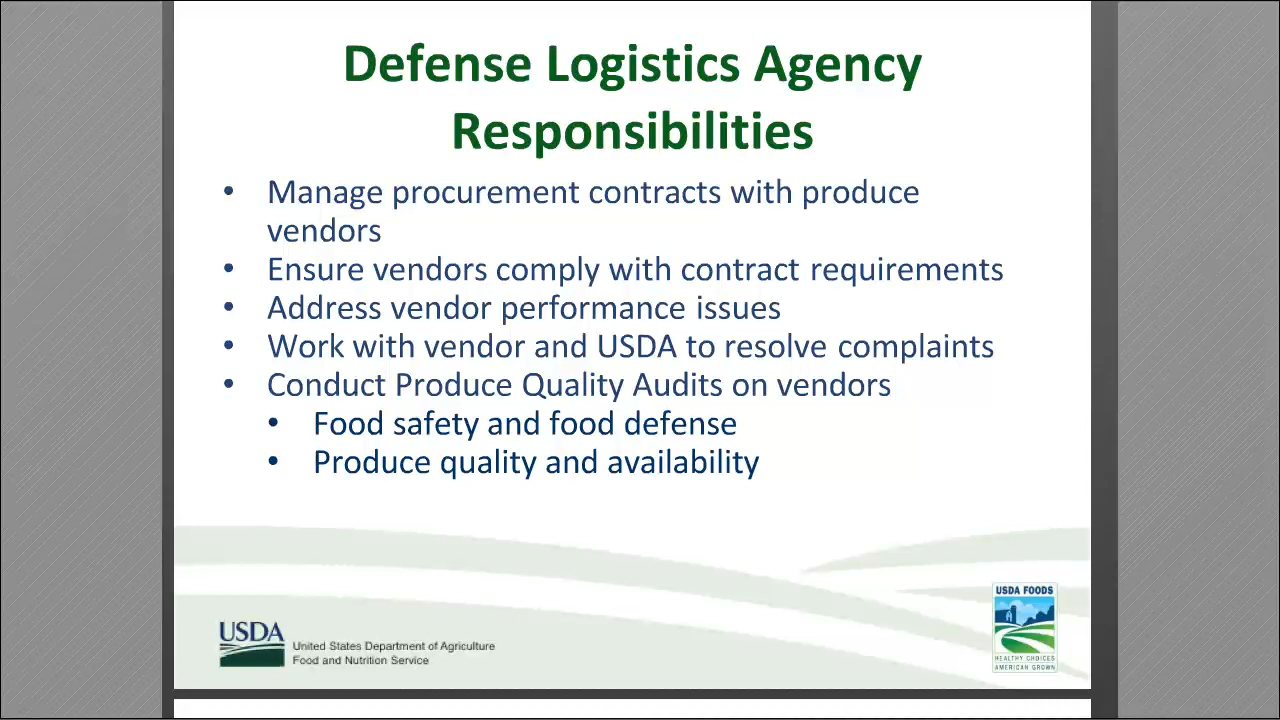 Defense Logistics Agency
Responsibilities
• Manage procurement contracts with produce
vendors
• Ensure vendors comply with contract requirements
• Address vendor performance issues
• Work with vendor and USDA to resolve complaints
• Conduct Produce Quality Audits on vendors
• Food safety and food defense
• Produce quality and availability
USDA
United States Department of Agriculture
Food and Nutrition Service
USDA FOODS
HEALTHY CHOICES
AMERICAN GROWN